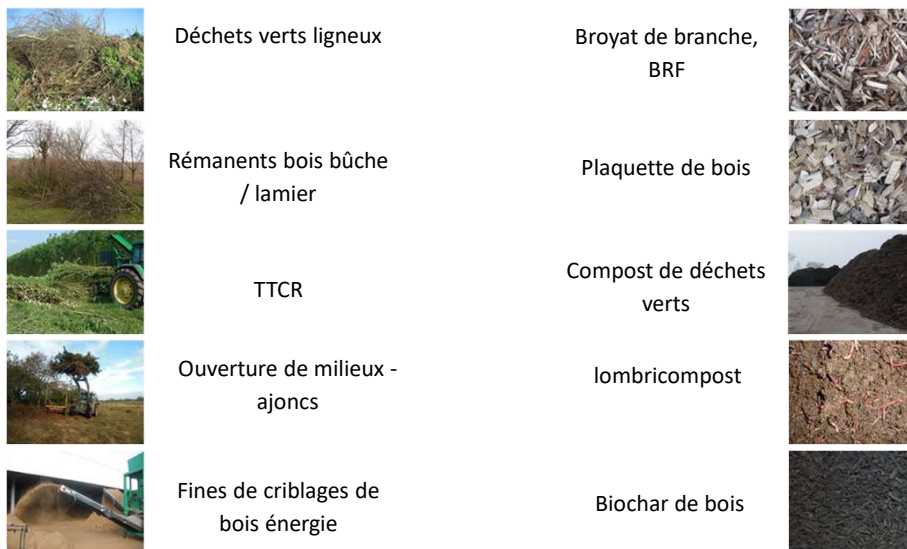 Déchets verts ligneux
Broyat de branche,
BRF
Rémanents bois bûche
/ lamier
Plaquette de bois
TTCR
Compost de déchets
verts
Ouverture de milieux -
ajoncs
lombricompost
Fines de criblages de
bois énergie
Biochar de bois